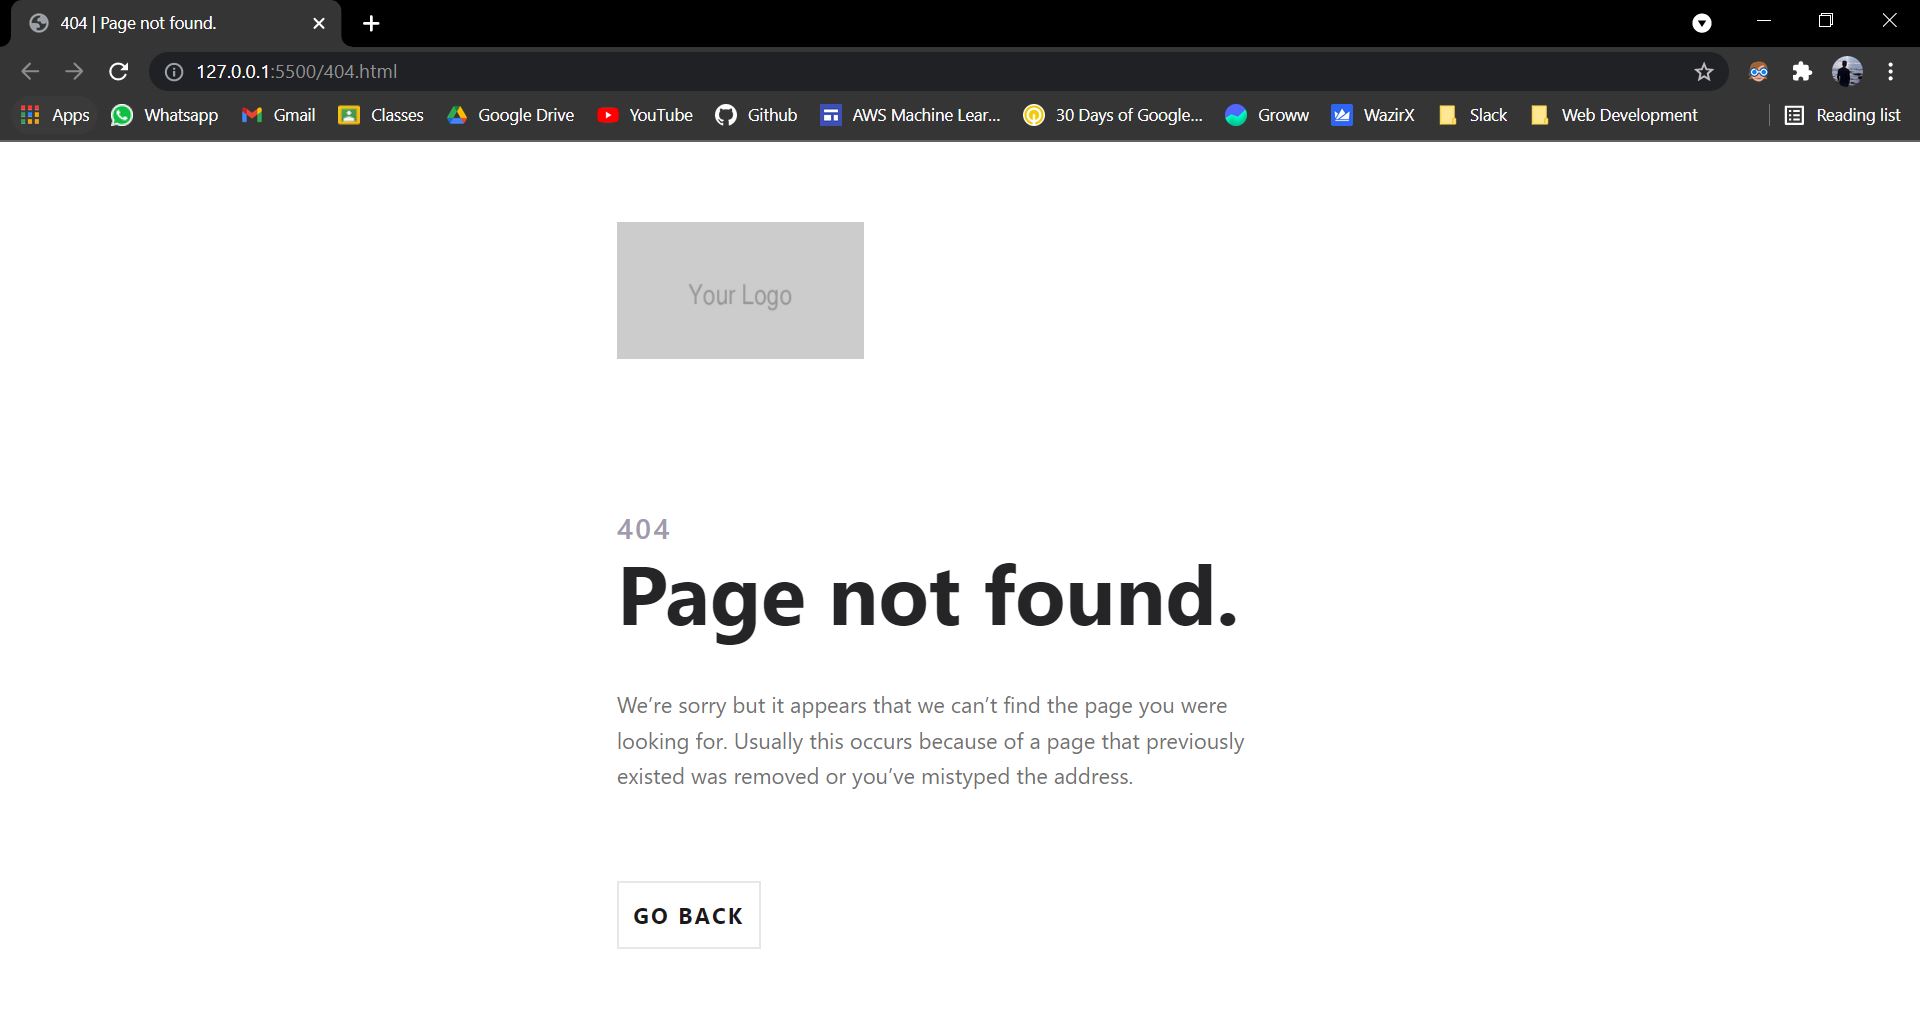 404 | Page not found.
127.0.0.1:5500/404.html
Apps Whatsapp Gmail Classes Google Drive YouTube Github AWS Machine Lear... 30 Days of Google... Groww WazirX Slack Web Development Reading list
Your Logo
404
Page not found.
We’re sorry but it appears that we can’t find the page you were
looking for. Usually this occurs because of a page that previously
existed was removed or you’ve mistyped the address.
GO BACK